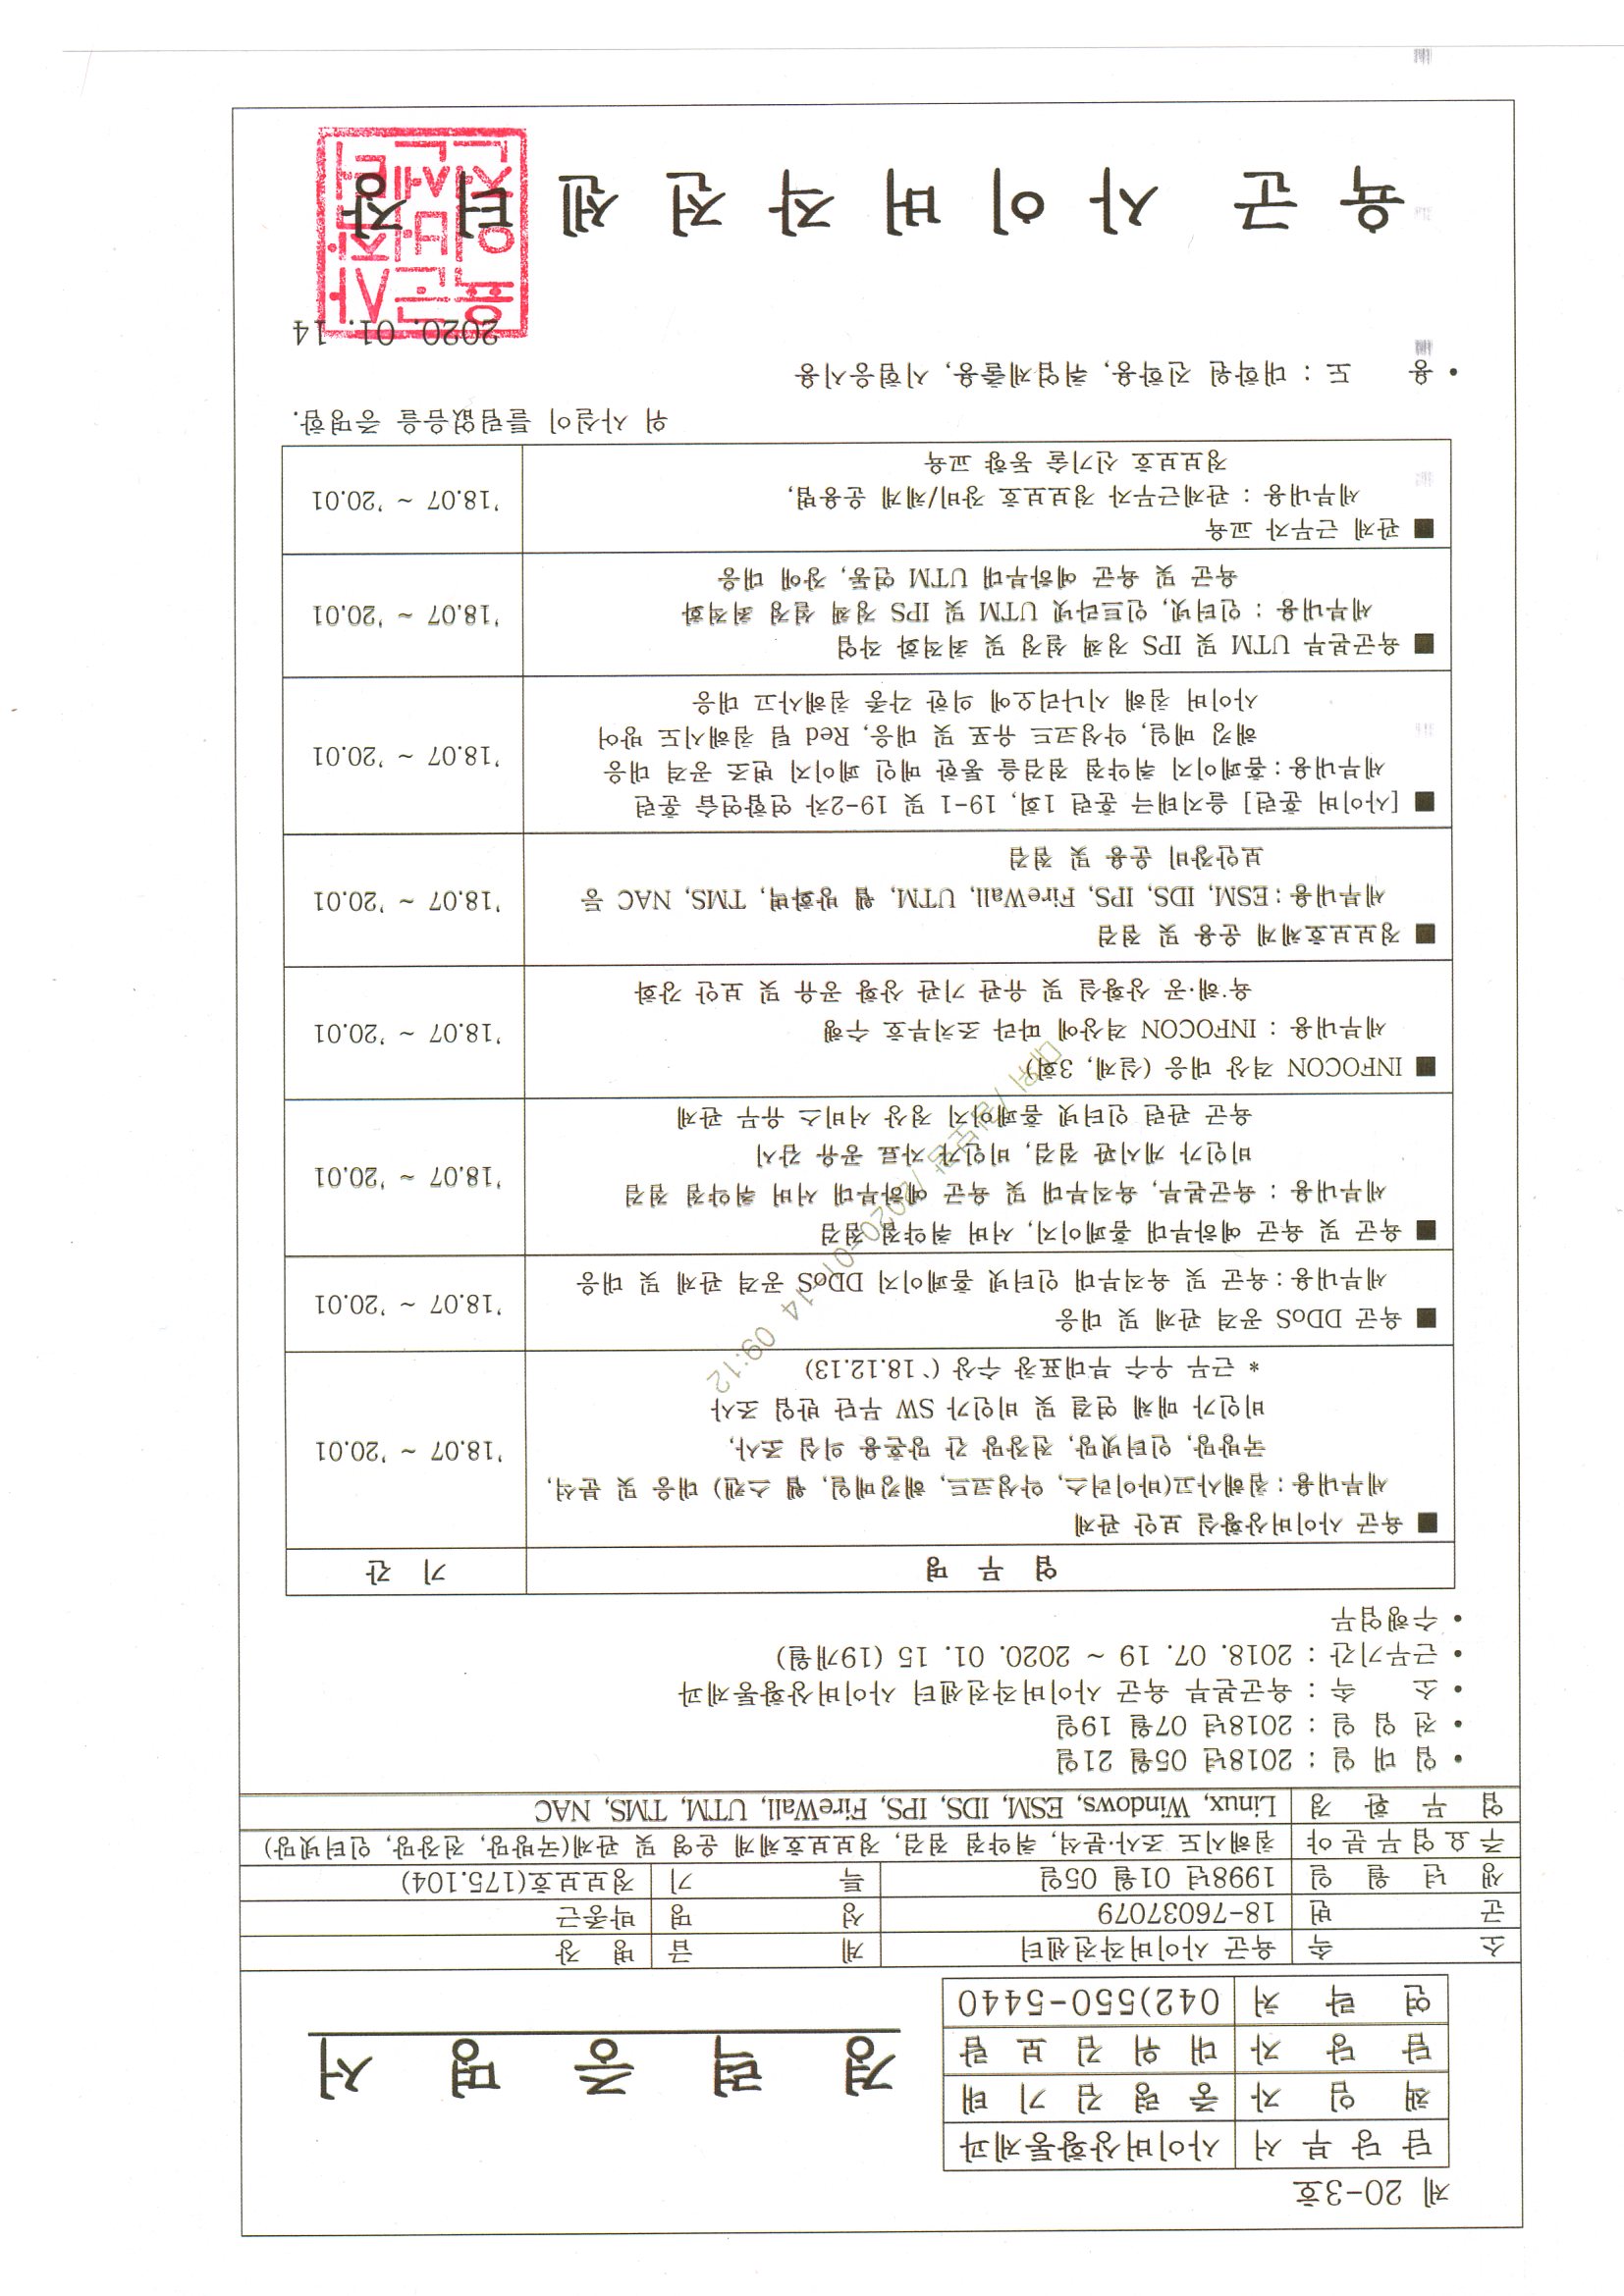 제 20-3호
담 당 부 서 사이버상황통제과
책 임 자 중 령 김 기 태
담 당 자 대 위 김 보 람
연 락 처 042)550-5440
경 력 증 명 서
소 속 육군 사이버작전센터 계 급 병 장
군 번 18-76037079 성 명 박종근
생 년 월 일 1998년 01월 05일 특 기 정보보호(175.104)
주요업무분야 침해시도 조사·분석, 취약점 점검, 정보보호체계 운영 및 관제(국방망, 전장망, 인터넷망)
업 무 환 경 Linux, Windows, ESM, IDS, IPS, FireWall, UTM, TMS, NAC
• 입 대 일 : 2018년 05월 21일
• 전 입 일 : 2018년 07월 19일
• 소 속 : 육군본부 육군 사이버작전센터 사이버상황통제과
• 근무기간 : 2018. 07. 19 ~ 2020. 01. 15 (19개월)
• 수행업무
업 무 명 기 간
■ 육군 사이버상황실 보안 관제
세부내용 : 침해사고(바이러스, 악성코드, 해킹메일, 웹 스캔) 대응 및 분석,
국방망, 인터넷망, 전장망 간 망혼용 의심 조사,
비인가 매체 연결 및 비인가 SW 무단 반입 조사
* 근무 우수 부대표창 수상 (`18.12.13)
'18.07 ~ '20.01
■ 육군 DDoS 공격 관제 및 대응
세부내용 : 육군 및 육직부대 인터넷 홈페이지 DDoS 공격 관제 및 대응
'18.07 ~ '20.01
■ 육군 및 육군 예하부대 홈페이지, 서버 취약점 점검
세부내용 : 육군본부, 육직부대 및 육군 예하부대 서버 취약점 점검
비인가 게시판 점검, 비인가 자료 공유 감시
육군 관련 인터넷 홈페이지 정상 서비스 유무 관제
'18.07 ~ '20.01
■ INFOCON 격상 대응 (실제, 3회)
세부내용 : INFOCON 격상에 따라 조치부호 수행
육·해·공 상황실 및 유관 기관 상황 공유 및 보안 강화
'18.07 ~ '20.01
■ 정보보호체계 운용 및 점검
세부내용 : ESM, IDS, IPS, FireWall, UTM, 웹 방화벽, TMS, NAC 등
보안장비 운용 및 점검
'18.07 ~ '20.01
■ [사이버 훈련] 을지태극 훈련 1회, 19-1 및 19-2차 연합연습 훈련
세부내용 : 홈페이지 취약점 점검을 통한 메인 페이지 변조 공격 대응
해킹 메일, 악성코드 유포 및 대응, Red 팀 침해시도 방어
사이버 침해 시나리오에 의한 각종 침해사고 대응
'18.07 ~ '20.01
■ 육군본부 UTM 및 IPS 정책 설정 및 최적화 작업
세부내용 : 인터넷, 인트라넷 UTM 및 IPS 정책 설정 최적화
육군 및 육군 예하부대 UTM 연동, 장애 대응
'18.07 ~ '20.01
■ 관제 근무자 교육
세부내용 : 관제근무자 정보보호 장비/체계 운용법,
정보보호 신기술 동향 교육
'18.07 ~ '20.01
대위 /김보람 /2020-01-14 09:12
위 사실이 틀림없음을 증명함.
• 용 도 : 대학원 진학용, 취업제출용, 시험응시용
2020. 01. 14
육 군 사 이 버 작 전 센 터 장
육군사
이버작
전센터